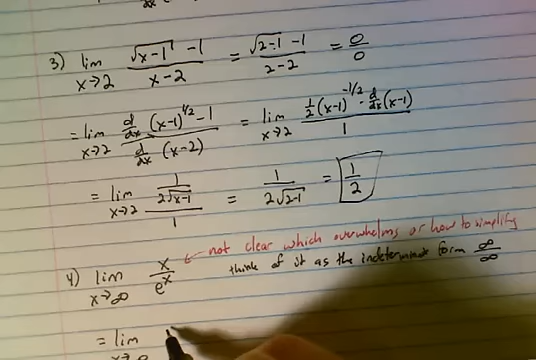 3) lim x→2 (√(x-1) - 1)/(x-2) = (√(2-1) - 1)/(2-2) = 0/0
= lim x→2 (d/dx (x-1)^1/2 - 1)/(d/dx (x-2)) = lim x→2 (1/2 (x-1)^-1/2 · d/dx (x-1))/1
= lim x→2 (1/(2√(x-1)))/1 = 1/(2√(2-1)) = 1/2
not clear which overwhelms or how to simplify
4) lim x→∞ x/e^x think of it as the indeterminate form ∞/∞
= lim